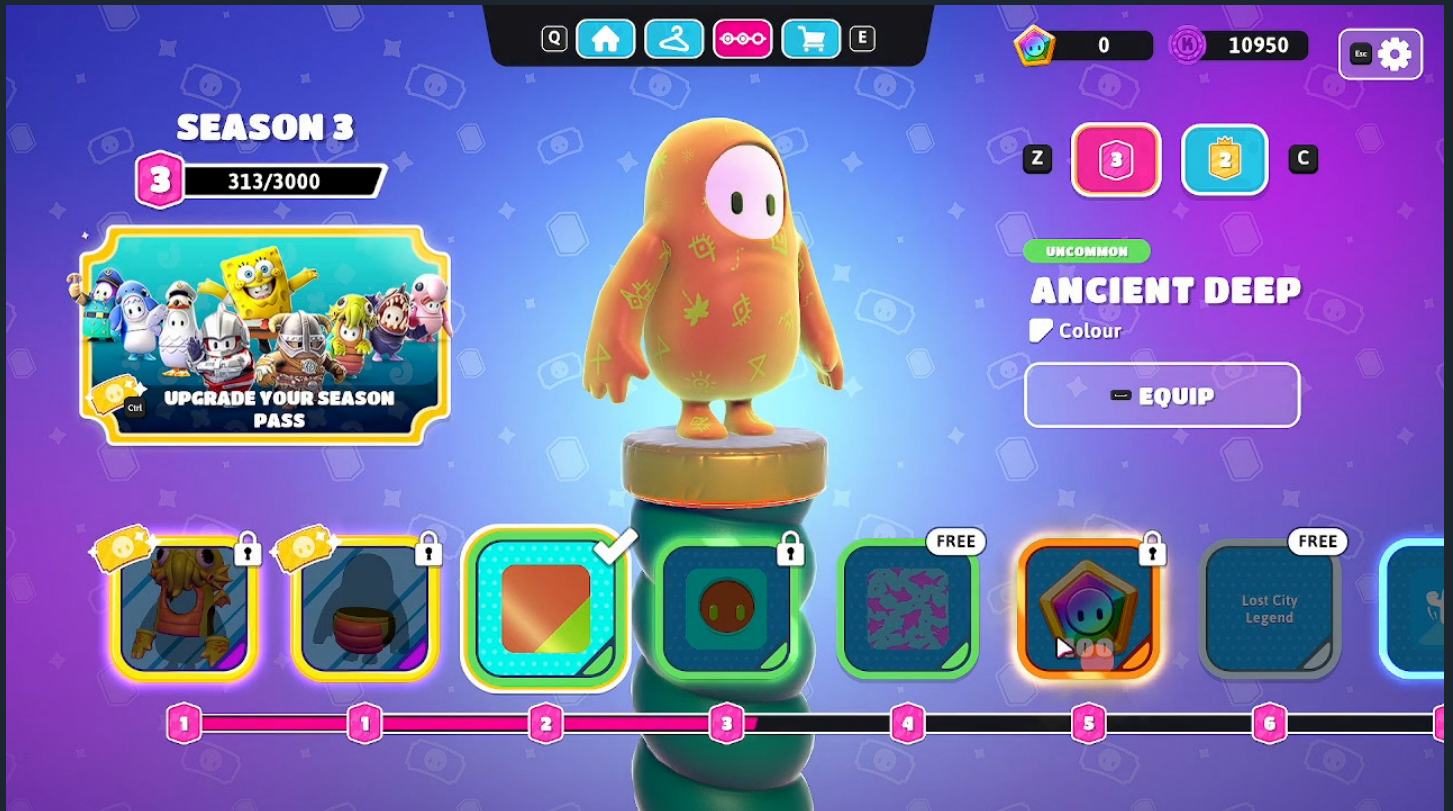 Q
E
0
K
10950
Esc
SEASON 3
3
313/3000
Z
3
2
C
UNCOMMON
ANCIENT DEEP
Colour
EQUIP
Ctrl
UPGRADE YOUR SEASON
PASS
FREE
FREE
Lost City
Legend
1
1
2
3
4
5
6